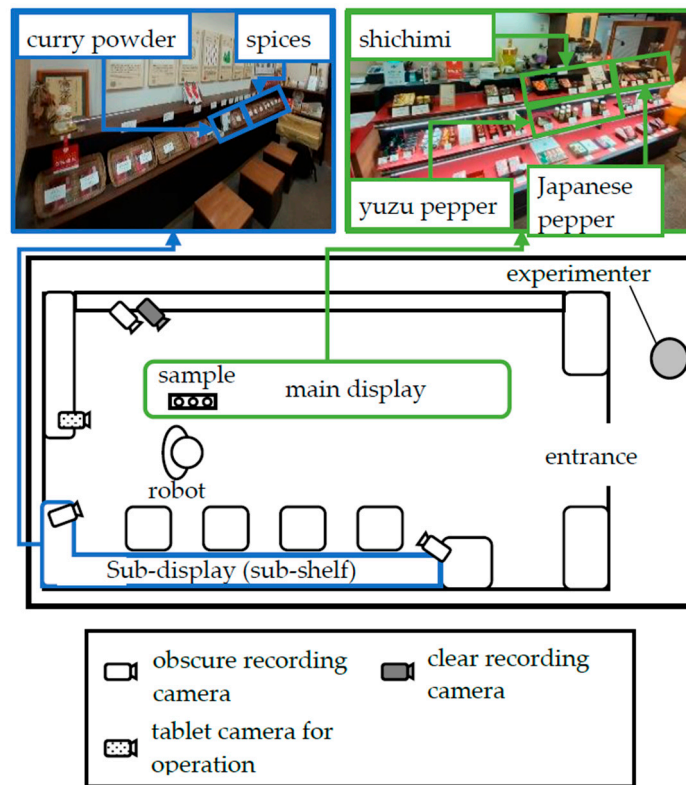 curry powder
spices
shichimi
yuzu pepper
Japanese
pepper
experimenter
sample
main display
entrance
robot
Sub-display (sub-shelf)
obscure recording
camera
clear recording
camera
tablet camera for
operation